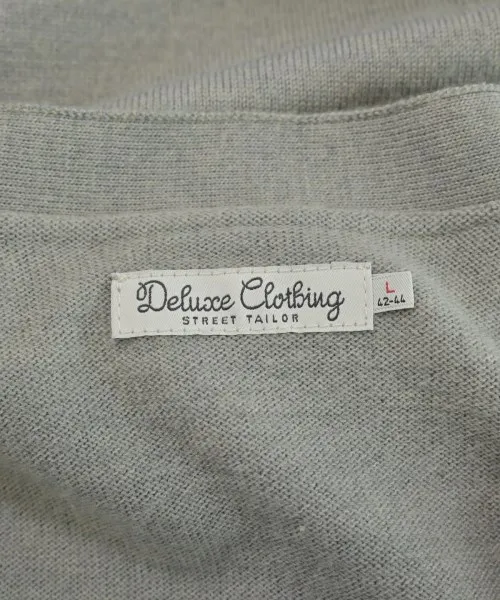 Deluxe Clothing
STREET TAILOR
L
42-44